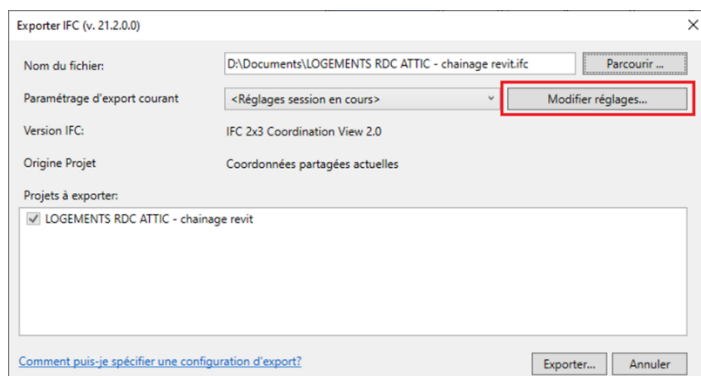 Exporter IFC (v. 21.2.0.0)
Nom du fichier: D:\Documents\LOGEMENTS RDC ATTIC - chainage revit.ifc Parcourir ...
Paramétrage d'export courant <Réglages session en cours> Modifier réglages...
Version IFC: IFC 2x3 Coordination View 2.0
Origine Projet Coordonnées partagées actuelles
Projets à exporter:
LOGEMENTS RDC ATTIC - chainage revit
Comment puis-je spécifier une configuration d'export? Exporter... Annuler